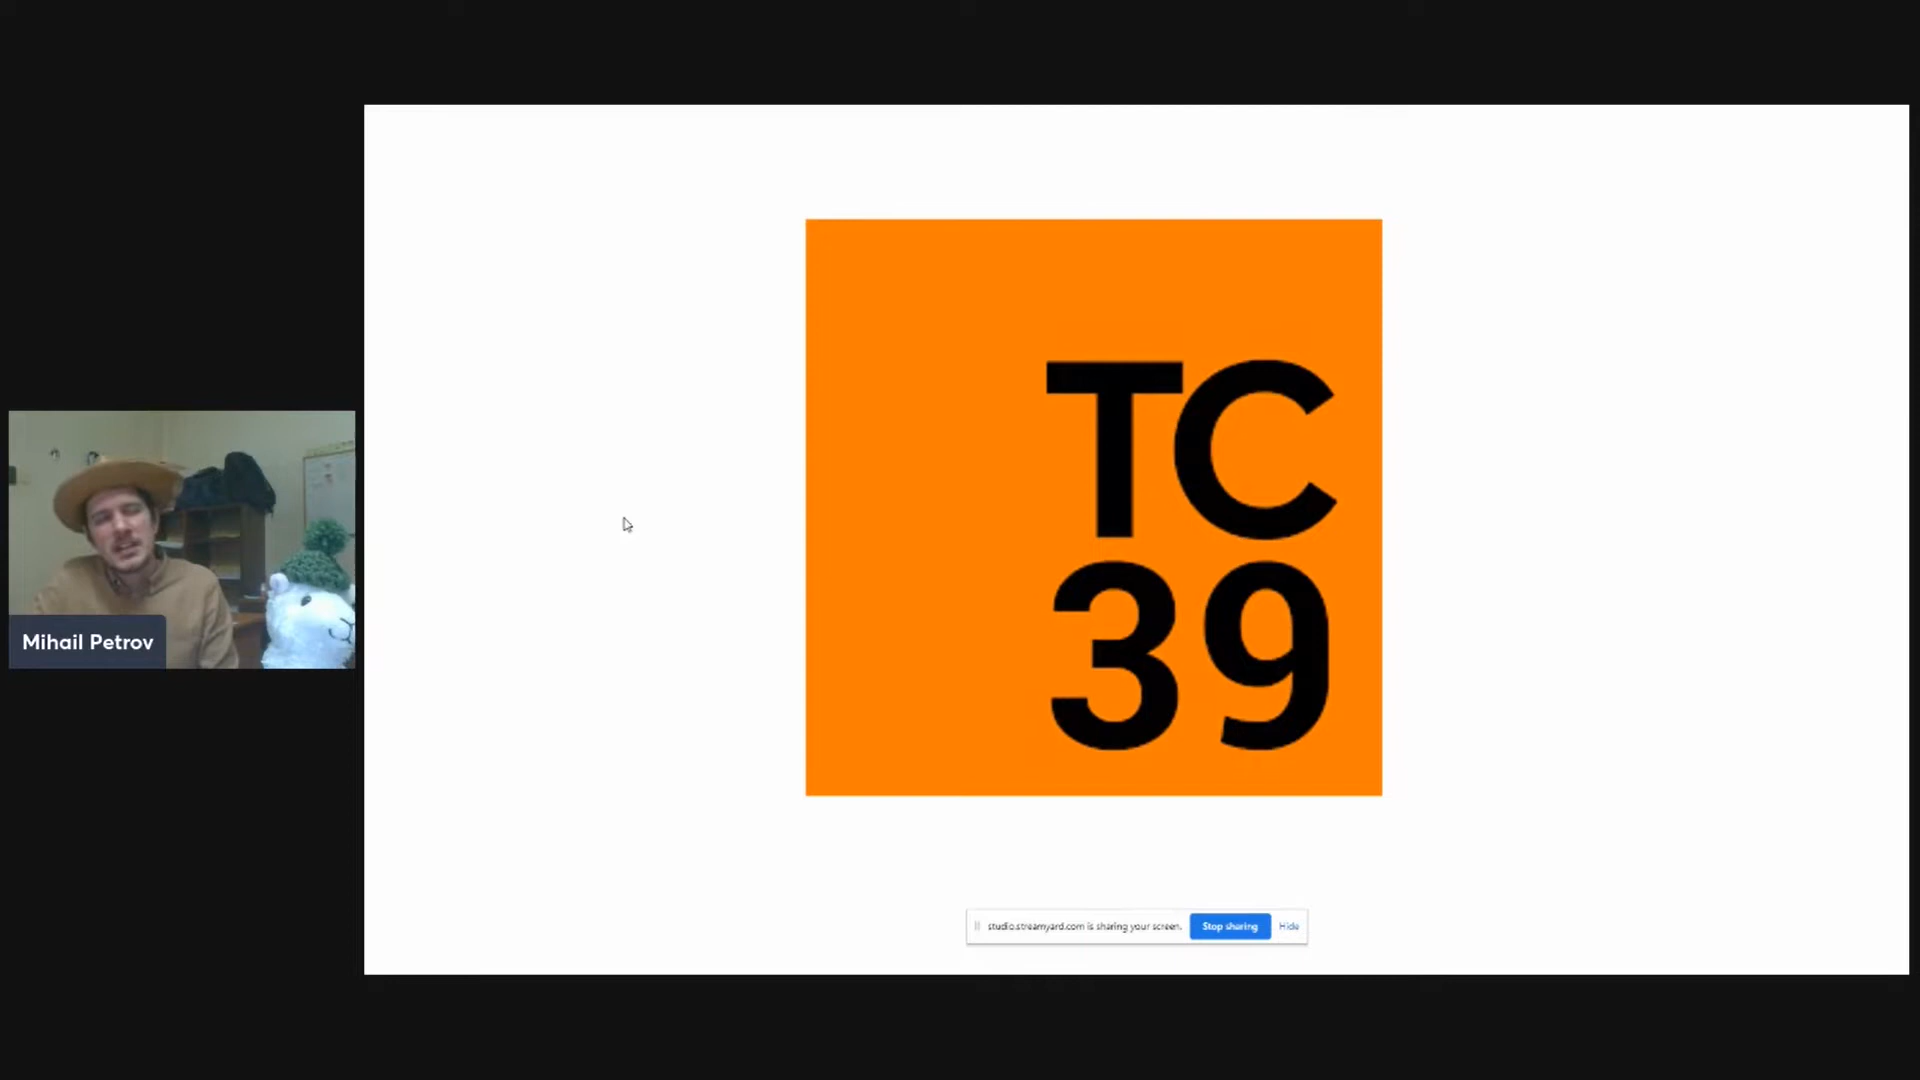 TC
39
Mihail Petrov
studio.streamyard.com is sharing your screen.
Stop sharing
Hide